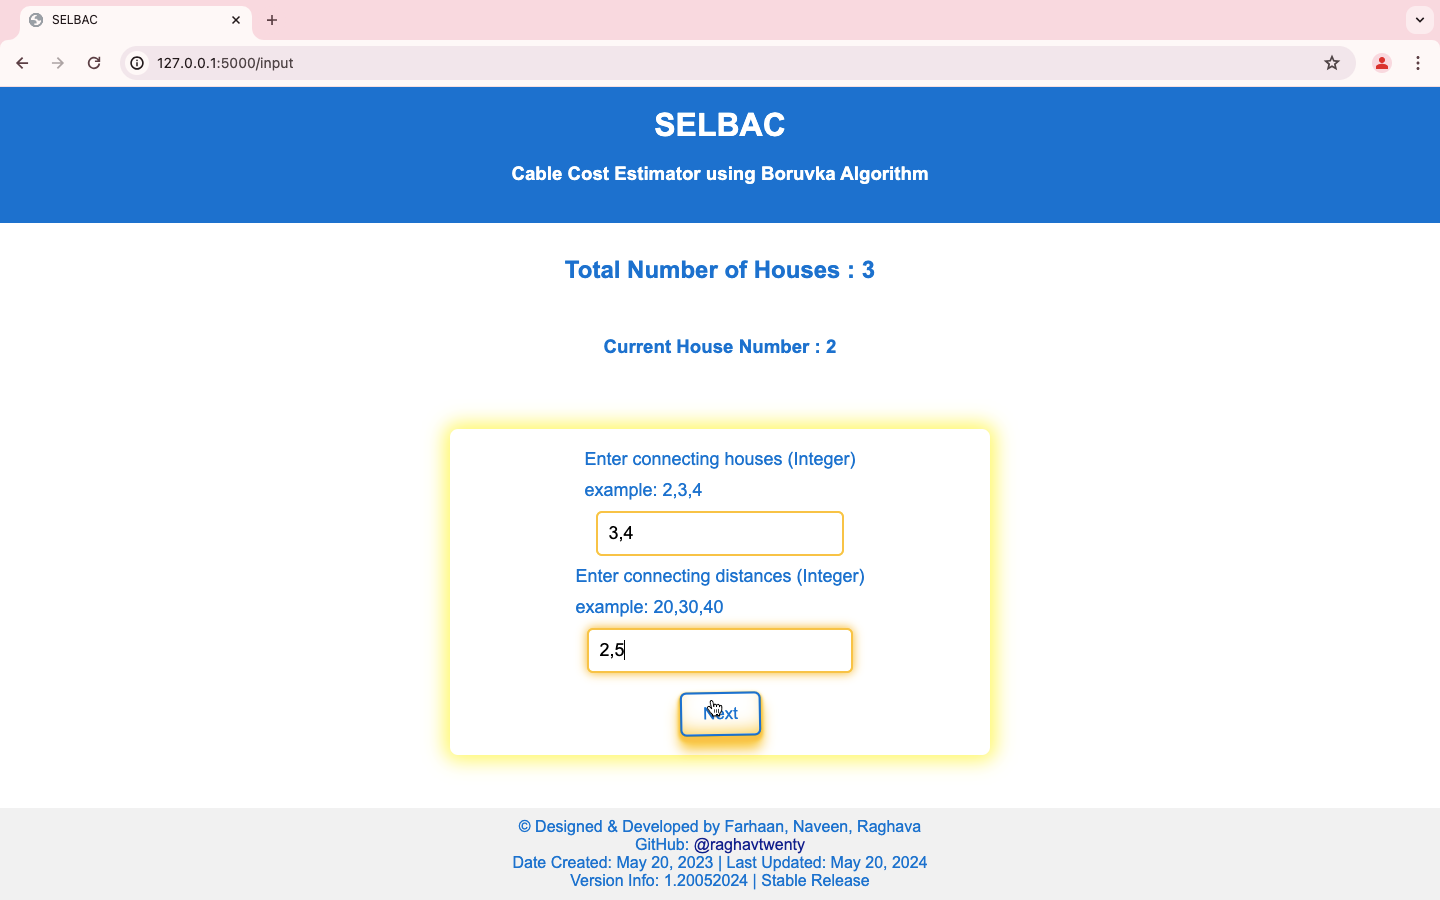 SELBAC
127.0.0.1:5000/input
SELBAC
Cable Cost Estimator using Boruvka Algorithm
Total Number of Houses : 3
Current House Number : 2
Enter connecting houses (Integer)
example: 2,3,4
3,4
Enter connecting distances (Integer)
example: 20,30,40
2,5
Next
© Designed & Developed by Farhaan, Naveen, Raghava
GitHub: @raghavtwenty
Date Created: May 20, 2023 | Last Updated: May 20, 2024
Version Info: 1.20052024 | Stable Release